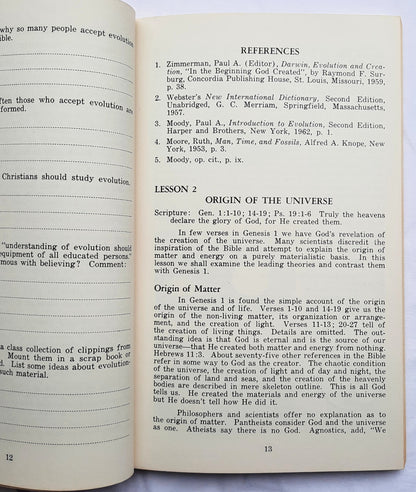 why so many people accept evolution
ible.
ften those who accept evolution are
formed.
Christians should study evolution.
"understanding of evolution should
equipment of all educated persons."
mous with believing? Comment:
a class collection of clippings from
Mount them in a scrap book or
d. List some ideas about evolution
such material.
12
REFERENCES
1. Zimmerman, Paul A. (Editor), Darwin, Evolution and Crea-
tion, "In the Beginning God Created", by Raymond F. Sur-
burg, Concordia Publishing House, St. Louis, Missouri, 1959,
p. 38.
2. Webster's New International Dictionary, Second Edition,
Unabridged, G. C. Merriam, Springfield, Massachusetts,
1957.
3. Moody, Paul A., Introduction to Evolution, Second Edition,
Harper and Brothers, New York, 1962, p. 1.
4. Moore, Ruth, Man, Time, and Fossils, Alfred A. Knope, New
York, 1953, p. 3.
5. Moody, op. cit., p. ix.
LESSON 2
ORIGIN OF THE UNIVERSE
Scripture: Gen. 1:1-10; 14-19; Ps. 19:1-6 Truly the heavens
declare the glory of God, for He created them.
In few verses in Genesis 1 we have God's revelation of
the creation of the universe. Many scientists discredit the
inspiration of the Bible and attempt to explain the origin of
matter and energy on a purely materialistic basis. In this
lesson we shall examine the leading theories and contrast them
with Genesis 1.
Origin of Matter
In Genesis 1 is found the simple account of the origin of
the universe and of life. Verses 1-10 and 14-19 give us the
origin of the non-living matter, its organization or arrange-
ment, and the creation of light. Verses 11-13; 20-27 tell of
the creation of living things. Details are omitted. The out-
standing idea is that God is eternal and is the source of our
universe—that He created both matter and energy from nothing.
Hebrews 11:3. About seventy-five other references in the Bible
refer in some way to God as the creator. The chaotic condition
of the universe, the creation of light and of day and night, the
separation of land and seas, and the creation of the heavenly
bodies are described in mere skeleton outline. This is all God
tells us. He created the materials and energy of the universe
but He doesn't tell how He did it.
Philosophers and scientists offer no explanation as to
the origin of matter. Pantheists consider God and the universe
as one. Atheists say there is no God. Agnostics, add, "We
13